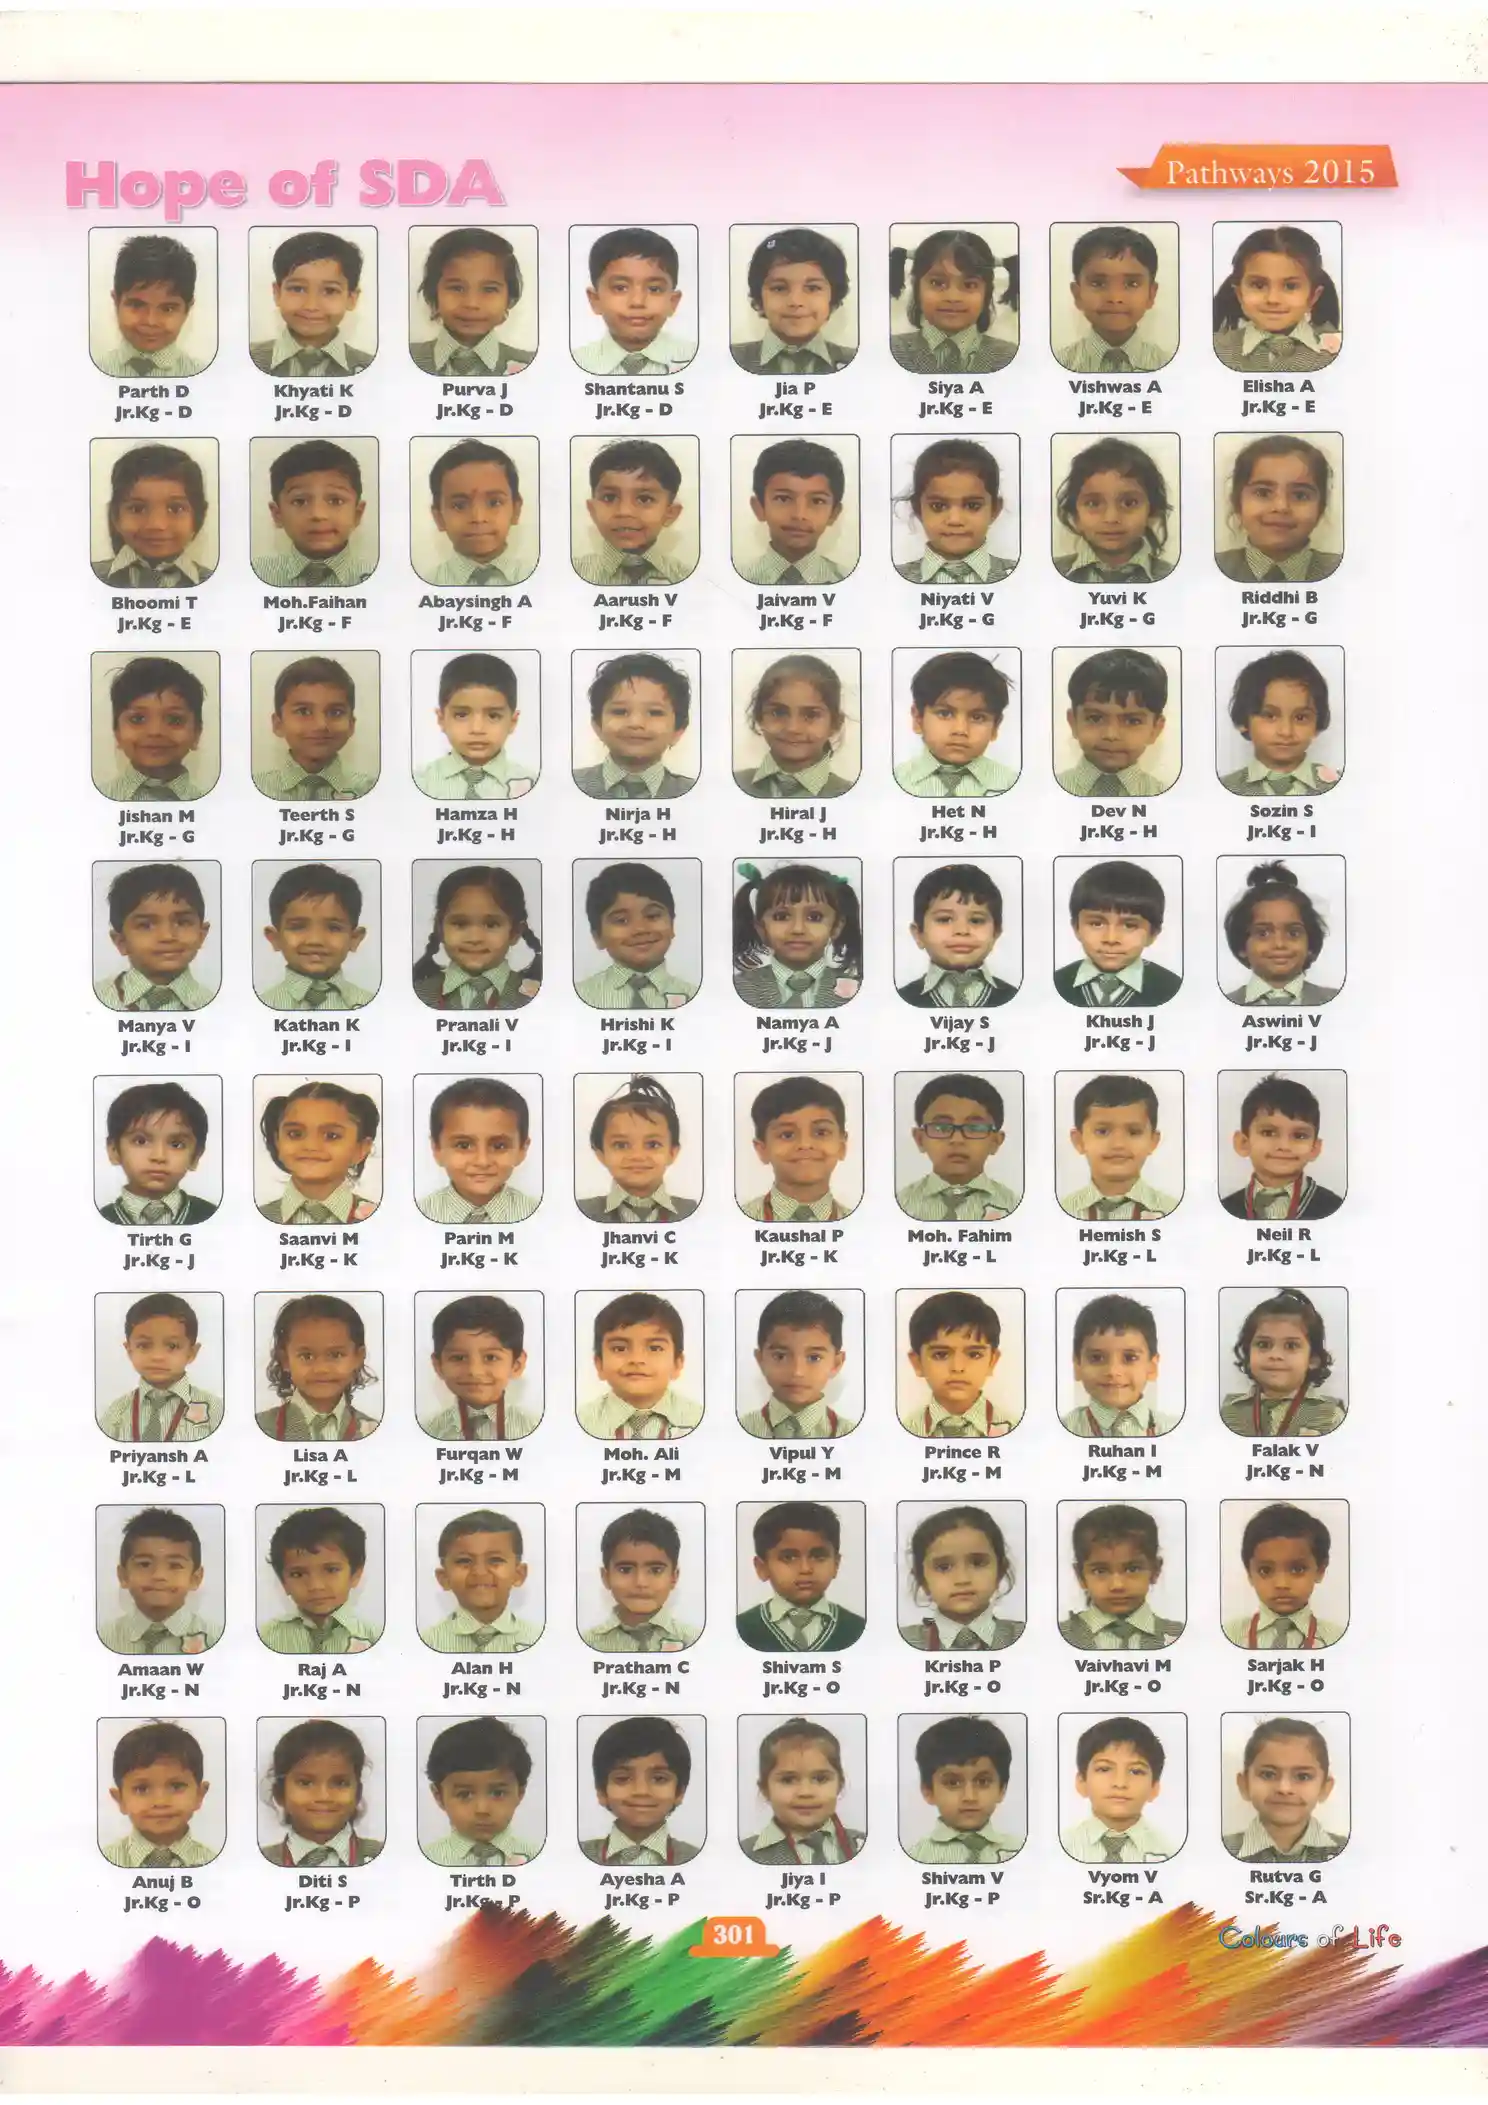 Hope of SDA
Pathways 2015
Parth D Khyati K Purva J Shantanu S Jia P Siya A Vishwas A Elisha A
Jr.Kg - D Jr.Kg - D Jr.Kg - D Jr.Kg - D Jr.Kg - E Jr.Kg - E Jr.Kg - E Jr.Kg - E
Bhoomi T Moh.Faihan Abaysingh A Aarush V Jaivam V Niyati V Yuvi K Riddhi B
Jr.Kg - E Jr.Kg - F Jr.Kg - F Jr.Kg - F Jr.Kg - F Jr.Kg - G Jr.Kg - G Jr.Kg - G
Jishan M Teerth S Hamza H Nirja H Hiral J Het N Dev N Sozin S
Jr.Kg - G Jr.Kg - G Jr.Kg - H Jr.Kg - H Jr.Kg - H Jr.Kg - H Jr.Kg - H Jr.Kg - I
Manya V Kathan K Pranali V Hrishi K Namya A Vijay S Khush J Aswini V
Jr.Kg - I Jr.Kg - I Jr.Kg - I Jr.Kg - I Jr.Kg - J Jr.Kg - J Jr.Kg - J Jr.Kg - J
Tirth G Saanvi M Parin M Jhanvi C Kaushal P Moh. Fahim Hemish S Neil R
Jr.Kg - J Jr.Kg - K Jr.Kg - K Jr.Kg - K Jr.Kg - K Jr.Kg - L Jr.Kg - L Jr.Kg - L
Priyansh A Lisa A Furqan W Moh. Ali Vipul Y Prince R Ruhan I Falak V
Jr.Kg - L Jr.Kg - L Jr.Kg - M Jr.Kg - M Jr.Kg - M Jr.Kg - M Jr.Kg - M Jr.Kg - N
Amaan W Raj A Alan H Pratham C Shivam S Krisha P Vaivhavi M Sarjak H
Jr.Kg - N Jr.Kg - N Jr.Kg - N Jr.Kg - N Jr.Kg - O Jr.Kg - O Jr.Kg - O Jr.Kg - O
Anuj B Diti S Tirth D Ayesha A Jiya I Shivam V Vyom V Rutva G
Jr.Kg - O Jr.Kg - P Jr.Kg - P Jr.Kg - P Jr.Kg - P Jr.Kg - P Sr.Kg - A Sr.Kg - A
301
Colours of Life